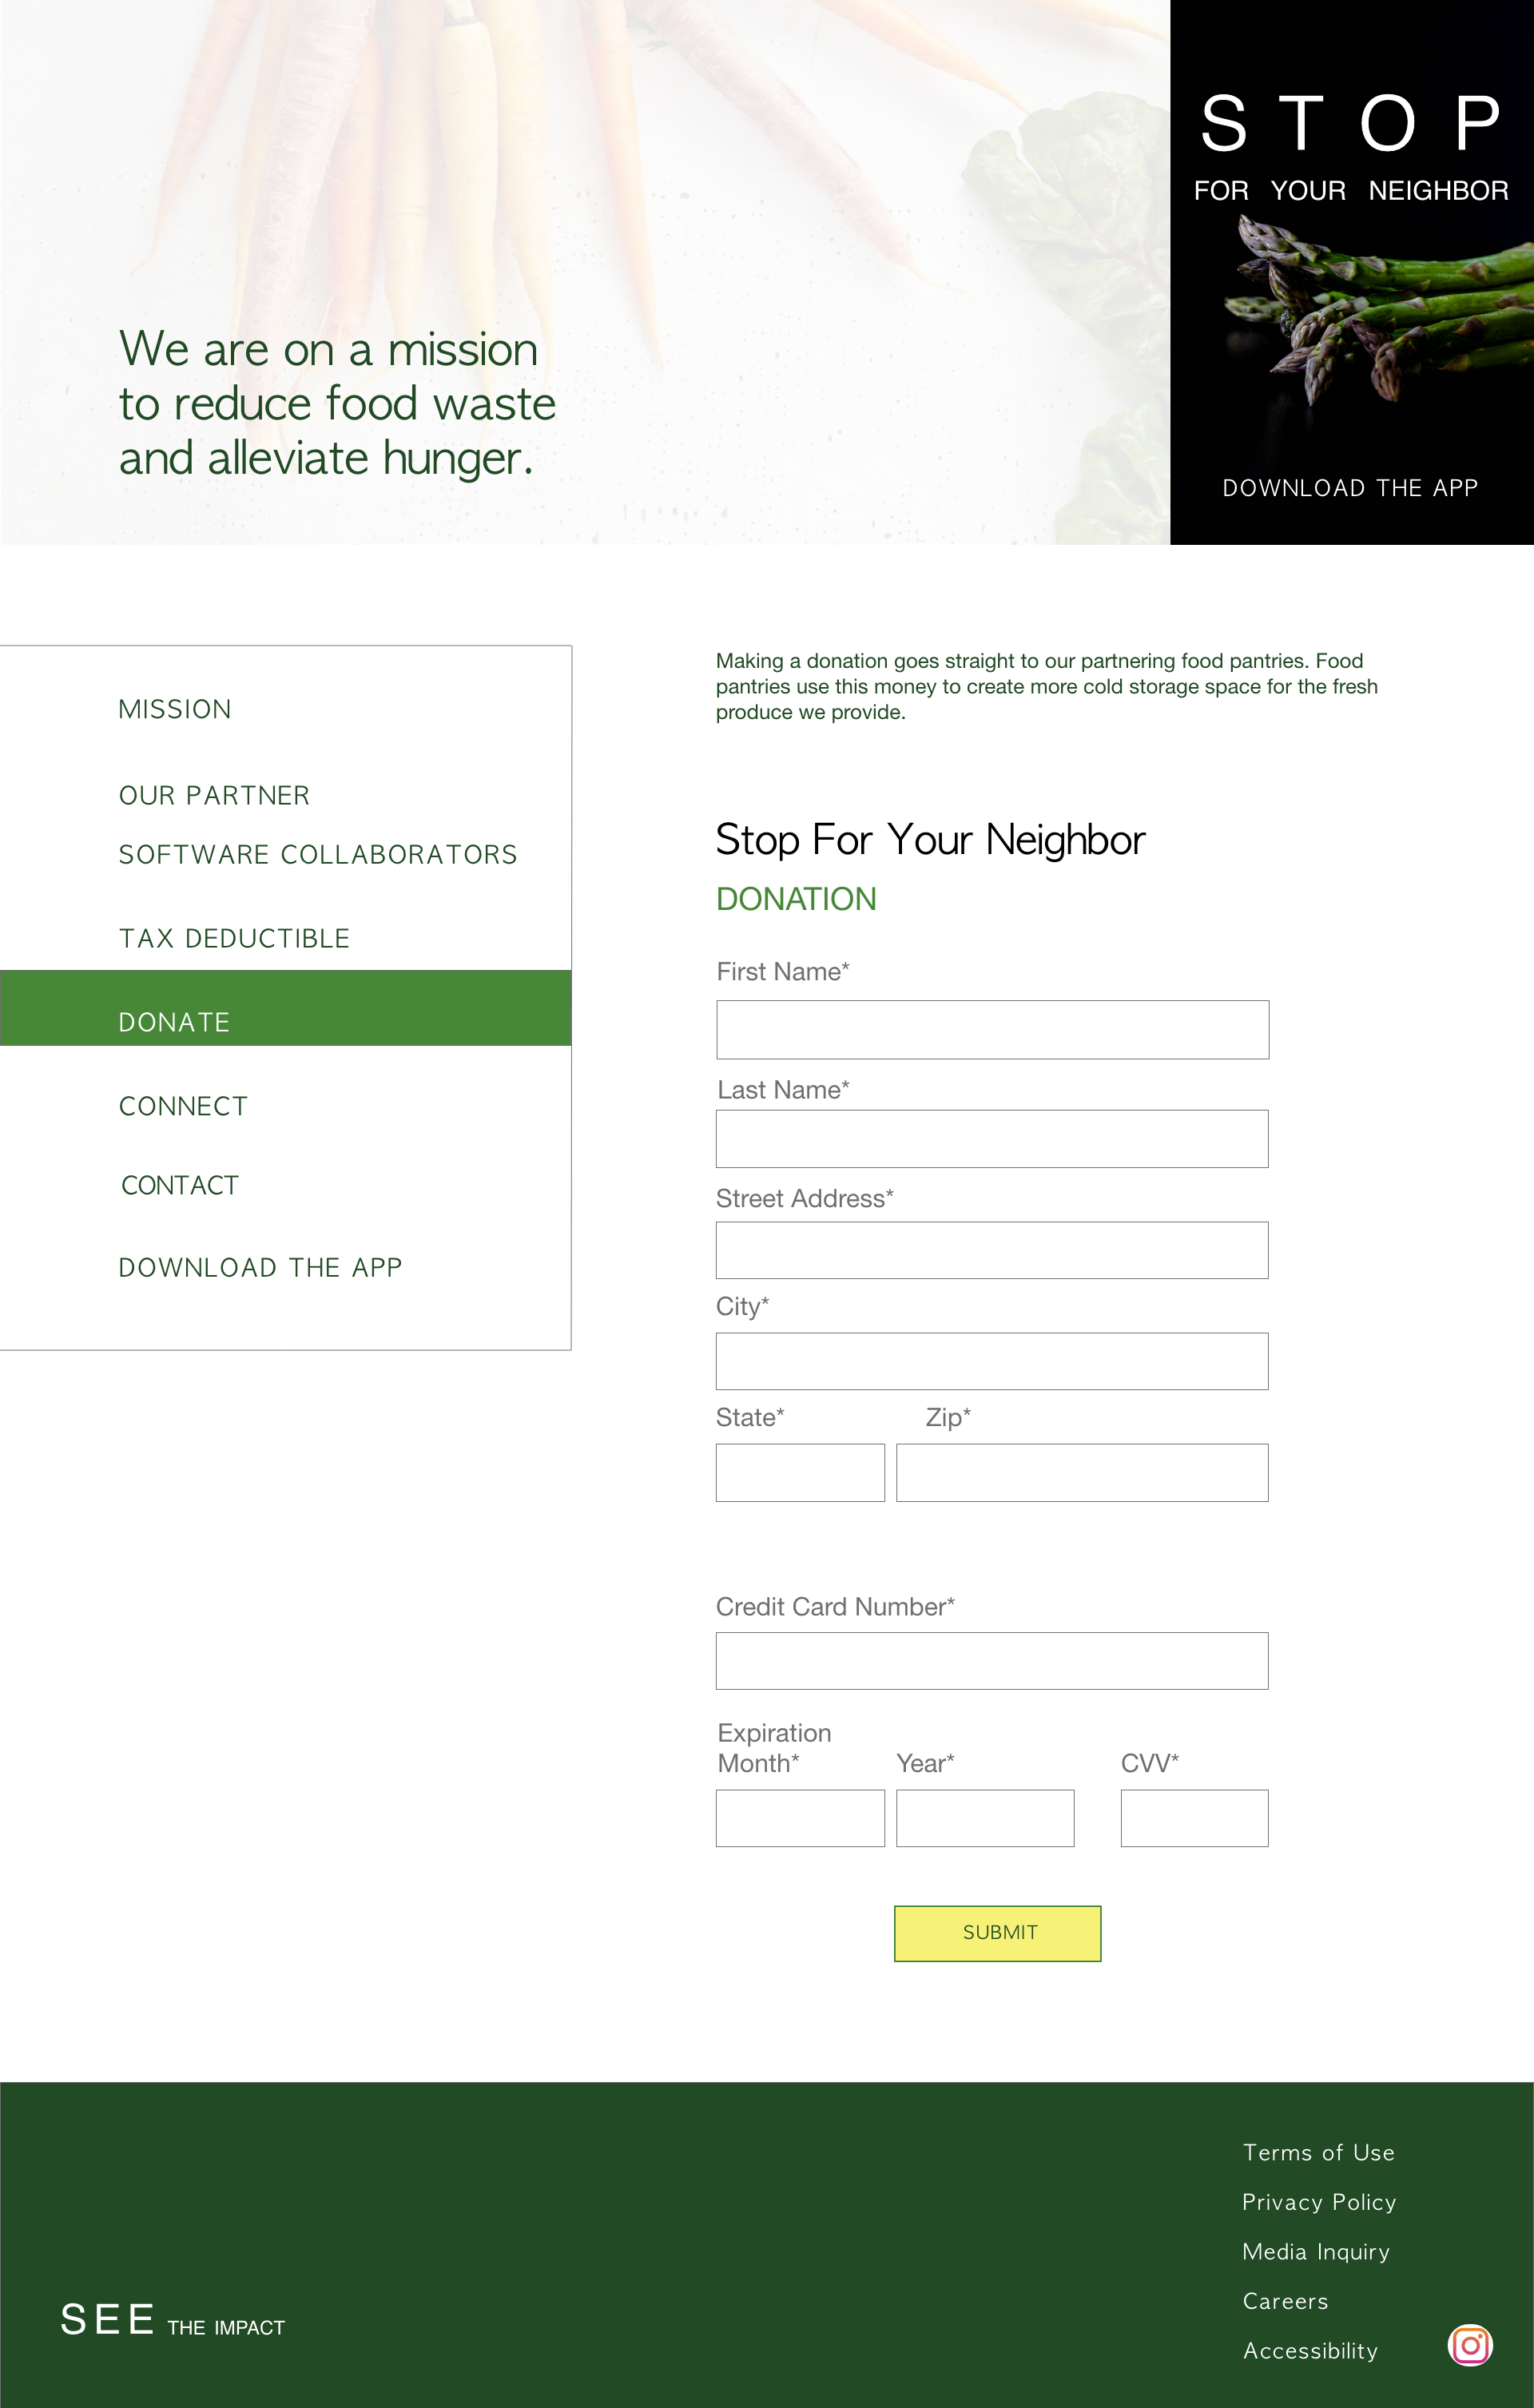 STOP
FOR YOUR NEIGHBOR
We are on a mission
to reduce food waste
and alleviate hunger.
DOWNLOAD THE APP
MISSION
OUR PARTNER
SOFTWARE COLLABORATORS
TAX DEDUCTIBLE
DONATE
CONNECT
CONTACT
DOWNLOAD THE APP
Making a donation goes straight to our partnering food pantries. Food
pantries use this money to create more cold storage space for the fresh
produce we provide.
Stop For Your Neighbor
DONATION
First Name*
Last Name*
Street Address*
City*
State* Zip*
Credit Card Number*
Expiration
Month* Year* CVV*
SUBMIT
Terms of Use
Privacy Policy
Media Inquiry
Careers
Accessibility
SEE THE IMPACT